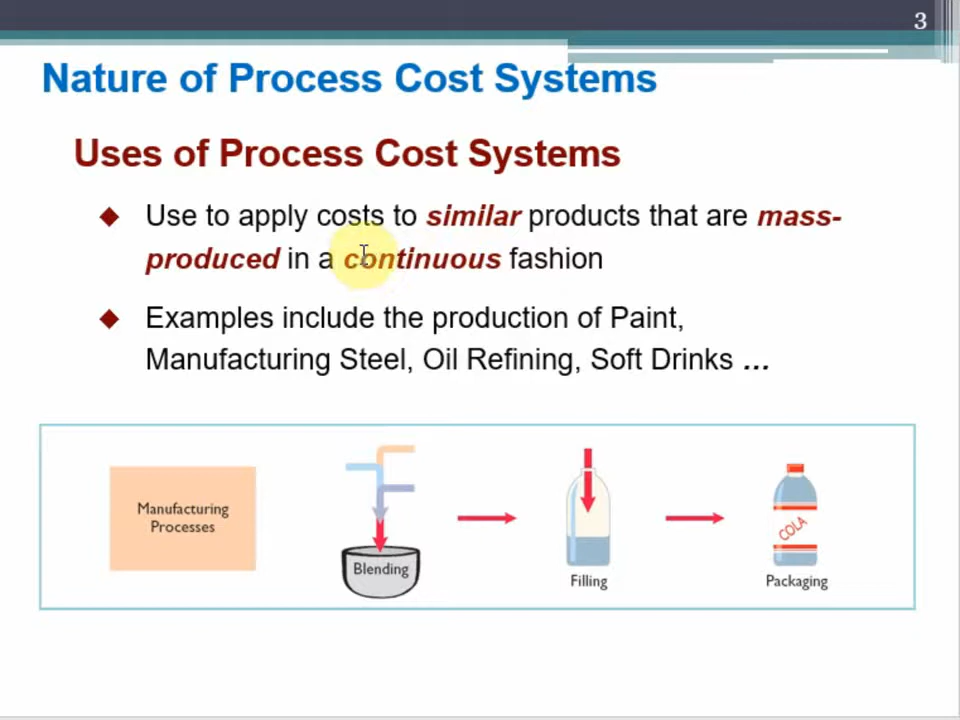 3
Nature of Process Cost Systems
Uses of Process Cost Systems
Use to apply costs to similar products that are mass-
produced in a continuous fashion
Examples include the production of Paint,
Manufacturing Steel, Oil Refining, Soft Drinks ...
Manufacturing
Processes
Blending
Filling
COLA
Packaging